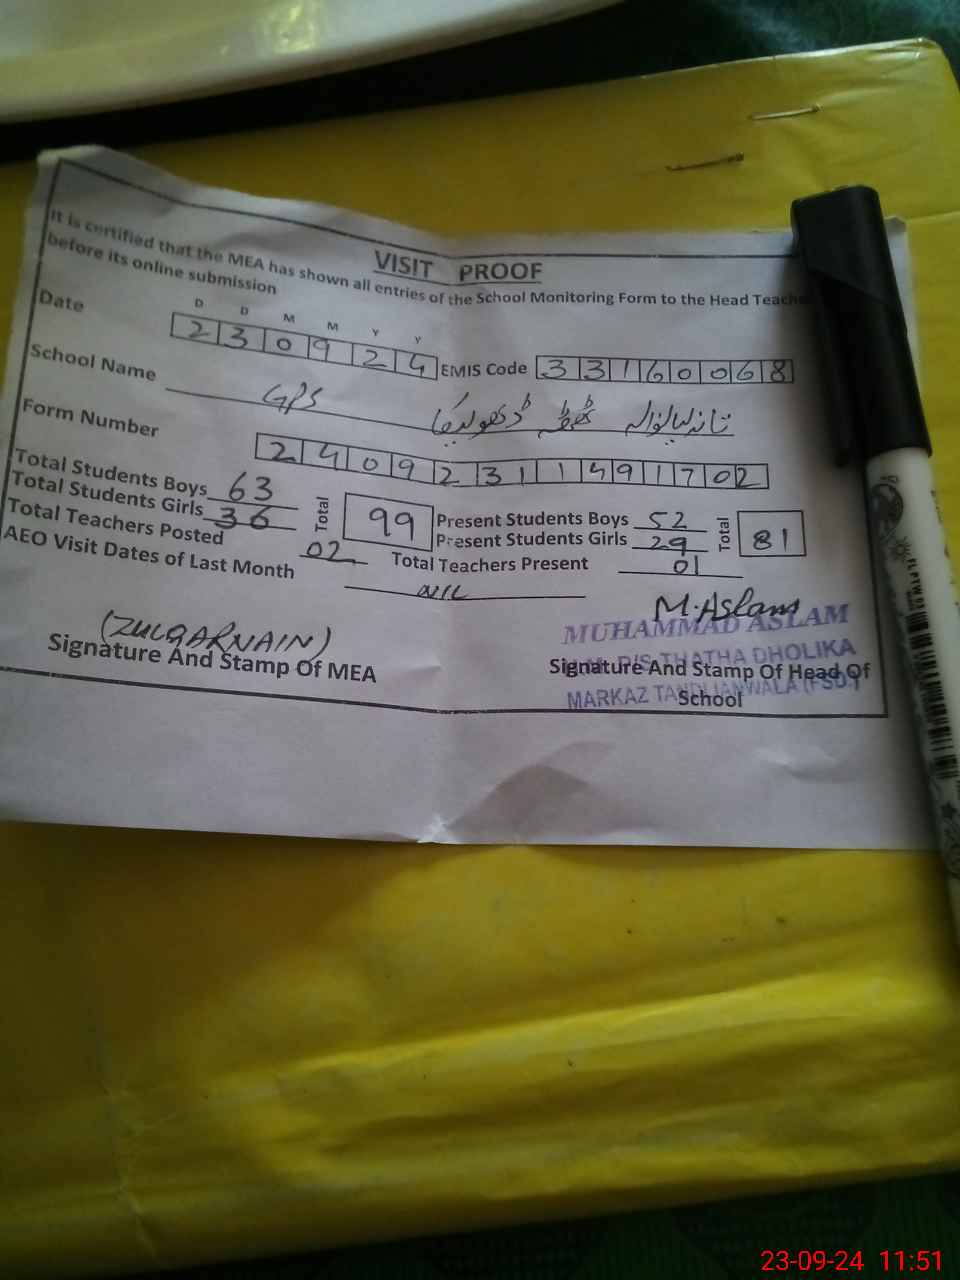 VISIT PROOF
It is certified that the MEA has shown all entries of the School Monitoring Form to the Head Teache
before its online submission
D D M M Y Y
Date 2 3 0 9 2 4 EMIS Code 3 3 1 6 0 0 6 8
School Name GPS ٹھٹھہ ڈھولیکا تاندلیانوالہ
Form Number 2 4 0 9 2 3 1 1 1 4 9 1 7 0 2
Total Students Boys 63 Present Students Boys 52
Total Students Girls 36 Total 99 Present Students Girls 29 Total 81
Total Teachers Posted 02 Total Teachers Present 01
AEO Visit Dates of Last Month NIL
(ZULQARNAIN) M.Aslam
MUHAMMAD ASLAM
P/S THATHA DHOLIKA
Signature And Stamp Of MEA Signature And Stamp Of Head Of
MARKAZ TANDLIANWALA (FSD.)
School
23-09-24 11:51